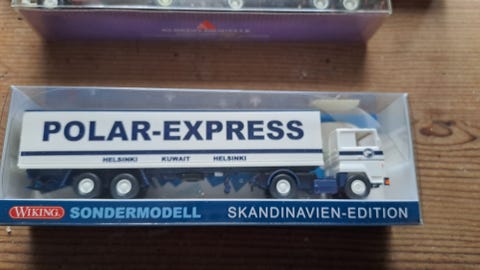 POLAR-EXPRESS
HELSINKI KUWAIT HELSINKI
WIKING SONDERMODELL SKANDINAVIEN-EDITION